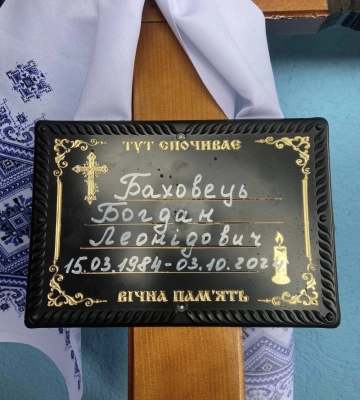 ТУТ СПОЧИВАЄ
Баховець
Богдан
Леонідович
15.03.1984-03.10.202
ВІЧНА ПАМ'ЯТЬ